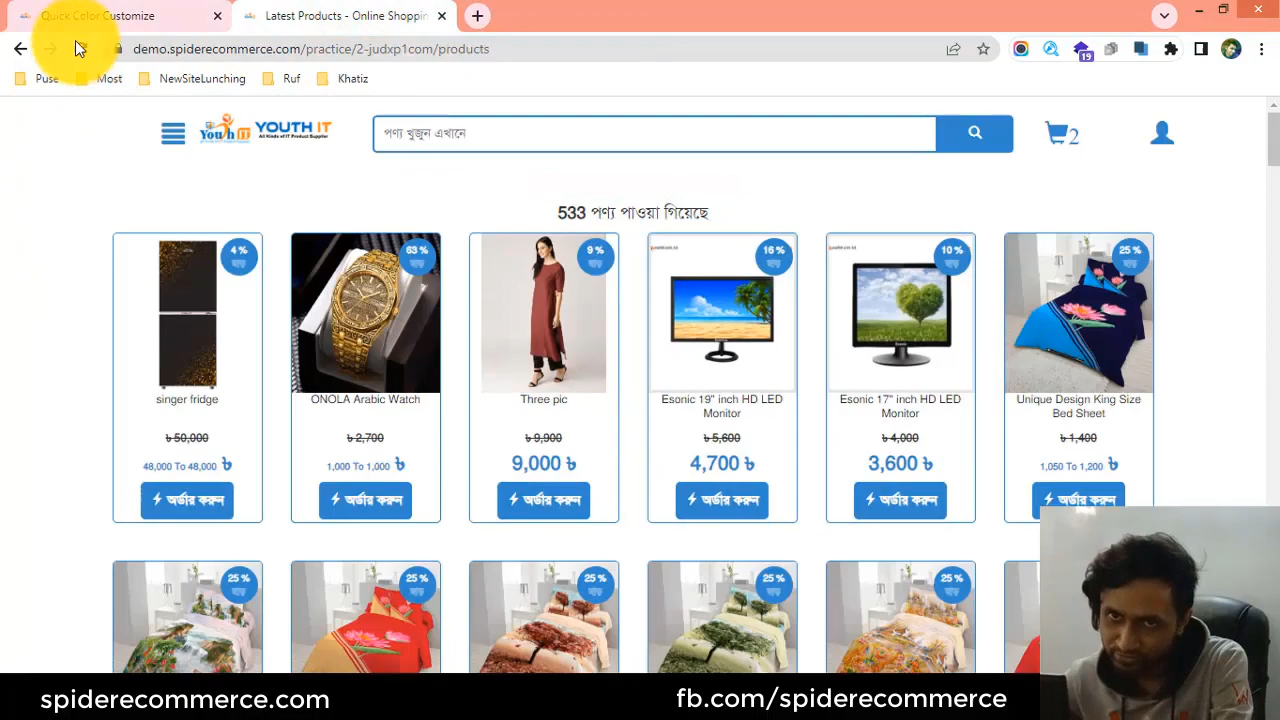 Quick Color Customize
Latest Products - Online Shoppin
demo.spiderecommerce.com/practice/2-judxp1com/products
19
Puse
Most
NewSiteLunching
Ruf
Khatiz
Youth IT
YOUTH IT
All Kinds of IT Product Supplier
পণ্য খুজুন এখানে
2
533 পণ্য পাওয়া গিয়েছে
4 %
ছাড়
63 %
ছাড়
9 %
ছাড়
16 %
ছাড়
10 %
ছাড়
25 %
ছাড়
singer fridge
ONOLA Arabic Watch
Three pic
Esonic 19" inch HD LED
Monitor
Esonic 17" inch HD LED
Monitor
Unique Design King Size
Bed Sheet
৳ 50,000
৳ 2,700
৳ 9,900
৳ 5,600
৳ 4,000
৳ 1,400
48,000 To 48,000 ৳
1,000 To 1,000 ৳
9,000 ৳
4,700 ৳
3,600 ৳
1,050 To 1,200 ৳
অর্ডার করুন
অর্ডার করুন
অর্ডার করুন
অর্ডার করুন
অর্ডার করুন
অর্ডার করুন
25 %
ছাড়
25 %
ছাড়
25 %
ছাড়
25 %
ছাড়
25 %
ছাড়
spiderecommerce.com
fb.com/spiderecommerce